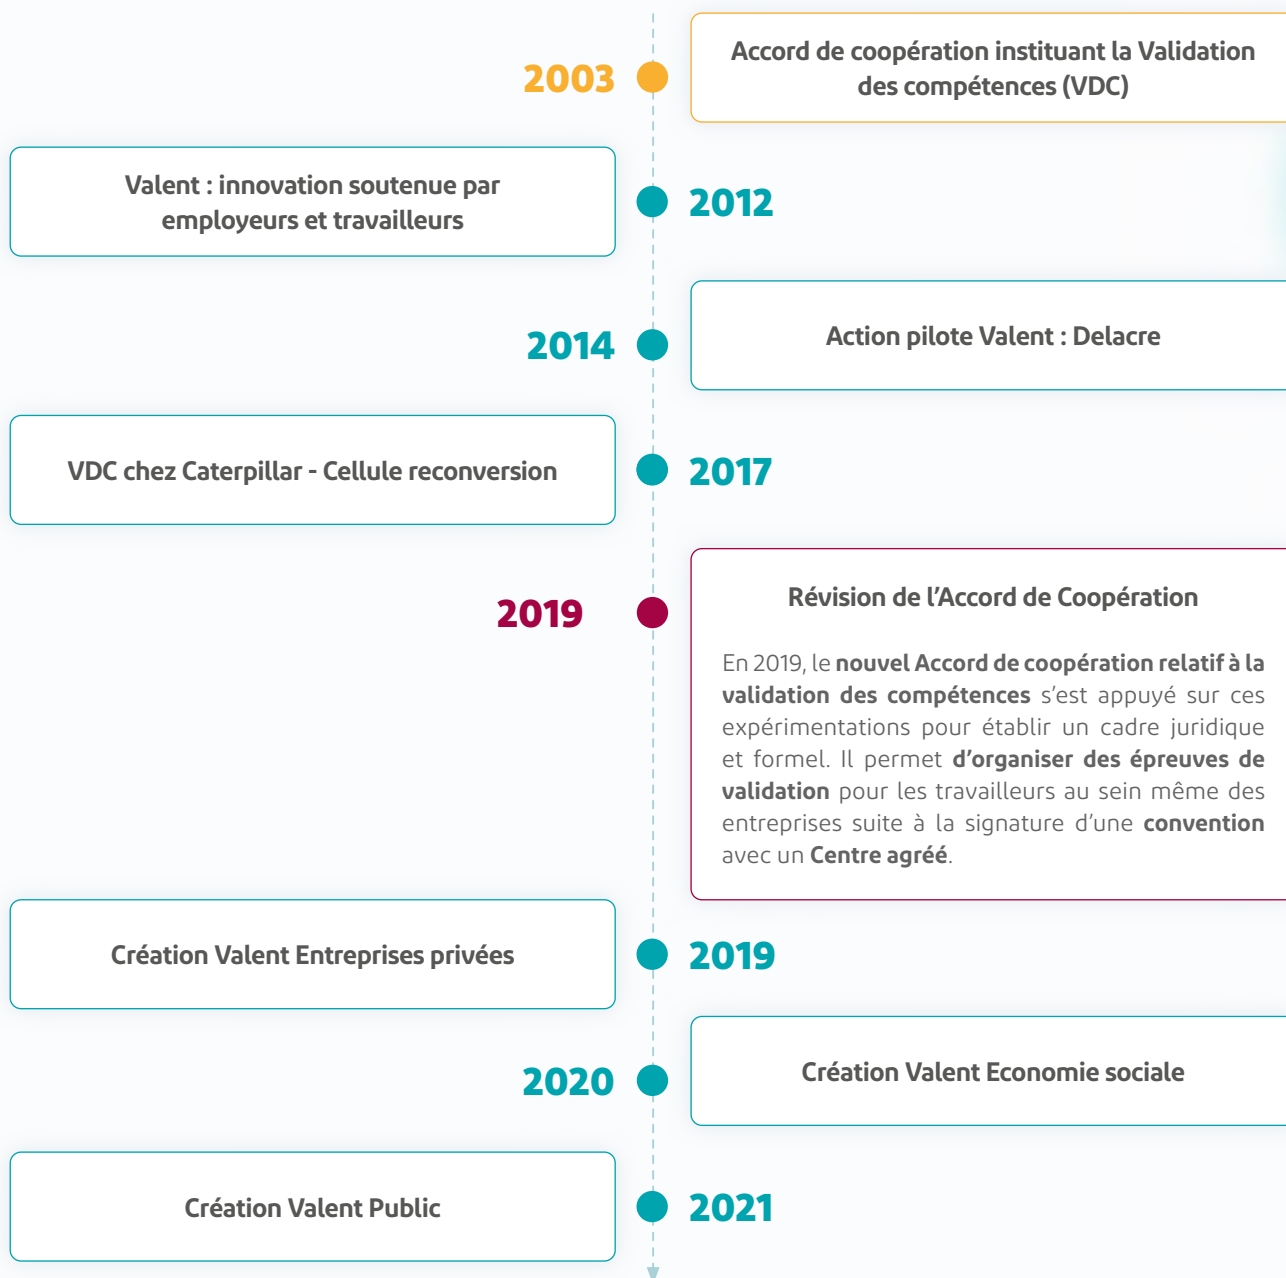 2003
Accord de coopération instituant la Validation
des compétences (VDC)
Valent : innovation soutenue par
employeurs et travailleurs
2012
2014
Action pilote Valent : Delacre
VDC chez Caterpillar - Cellule reconversion
2017
2019
Révision de l’Accord de Coopération
En 2019, le nouvel Accord de coopération relatif à la
validation des compétences s’est appuyé sur ces
expérimentations pour établir un cadre juridique
et formel. Il permet d’organiser des épreuves de
validation pour les travailleurs au sein même des
entreprises suite à la signature d’une convention
avec un Centre agréé.
Création Valent Entreprises privées
2019
2020
Création Valent Economie sociale
Création Valent Public
2021